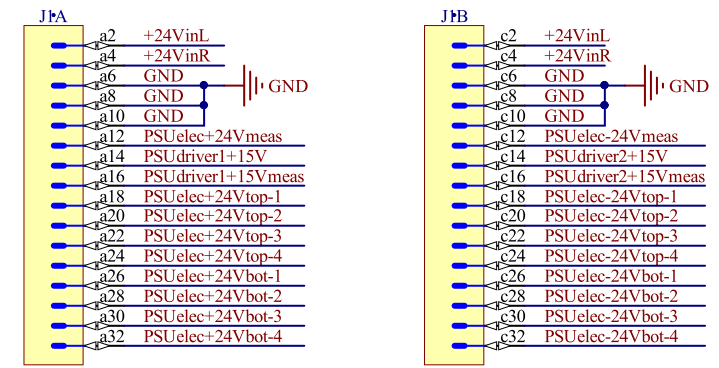 J1A
a2 +24VinL
a4 +24VinR
a6 GND
GND
a8 GND
a10 GND
a12 PSUelec+24Vmeas
a14 PSUdriver1+15V
a16 PSUdriver1+15Vmeas
a18 PSUelec+24Vtop-1
a20 PSUelec+24Vtop-2
a22 PSUelec+24Vtop-3
a24 PSUelec+24Vtop-4
a26 PSUelec+24Vbot-1
a28 PSUelec+24Vbot-2
a30 PSUelec+24Vbot-3
a32 PSUelec+24Vbot-4
J1B
c2 +24VinL
c4 +24VinR
c6 GND
GND
c8 GND
c10 GND
c12 PSUelec-24Vmeas
c14 PSUdriver2+15V
c16 PSUdriver2+15Vmeas
c18 PSUelec-24Vtop-1
c20 PSUelec-24Vtop-2
c22 PSUelec-24Vtop-3
c24 PSUelec-24Vtop-4
c26 PSUelec-24Vbot-1
c28 PSUelec-24Vbot-2
c30 PSUelec-24Vbot-3
c32 PSUelec-24Vbot-4